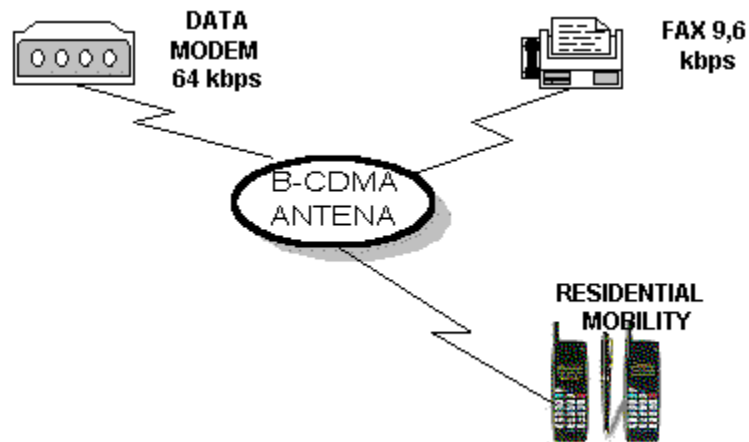 DATA
MODEM
64 kbps
FAX 9,6
kbps
B-CDMA
ANTENA
RESIDENTIAL
MOBILITY